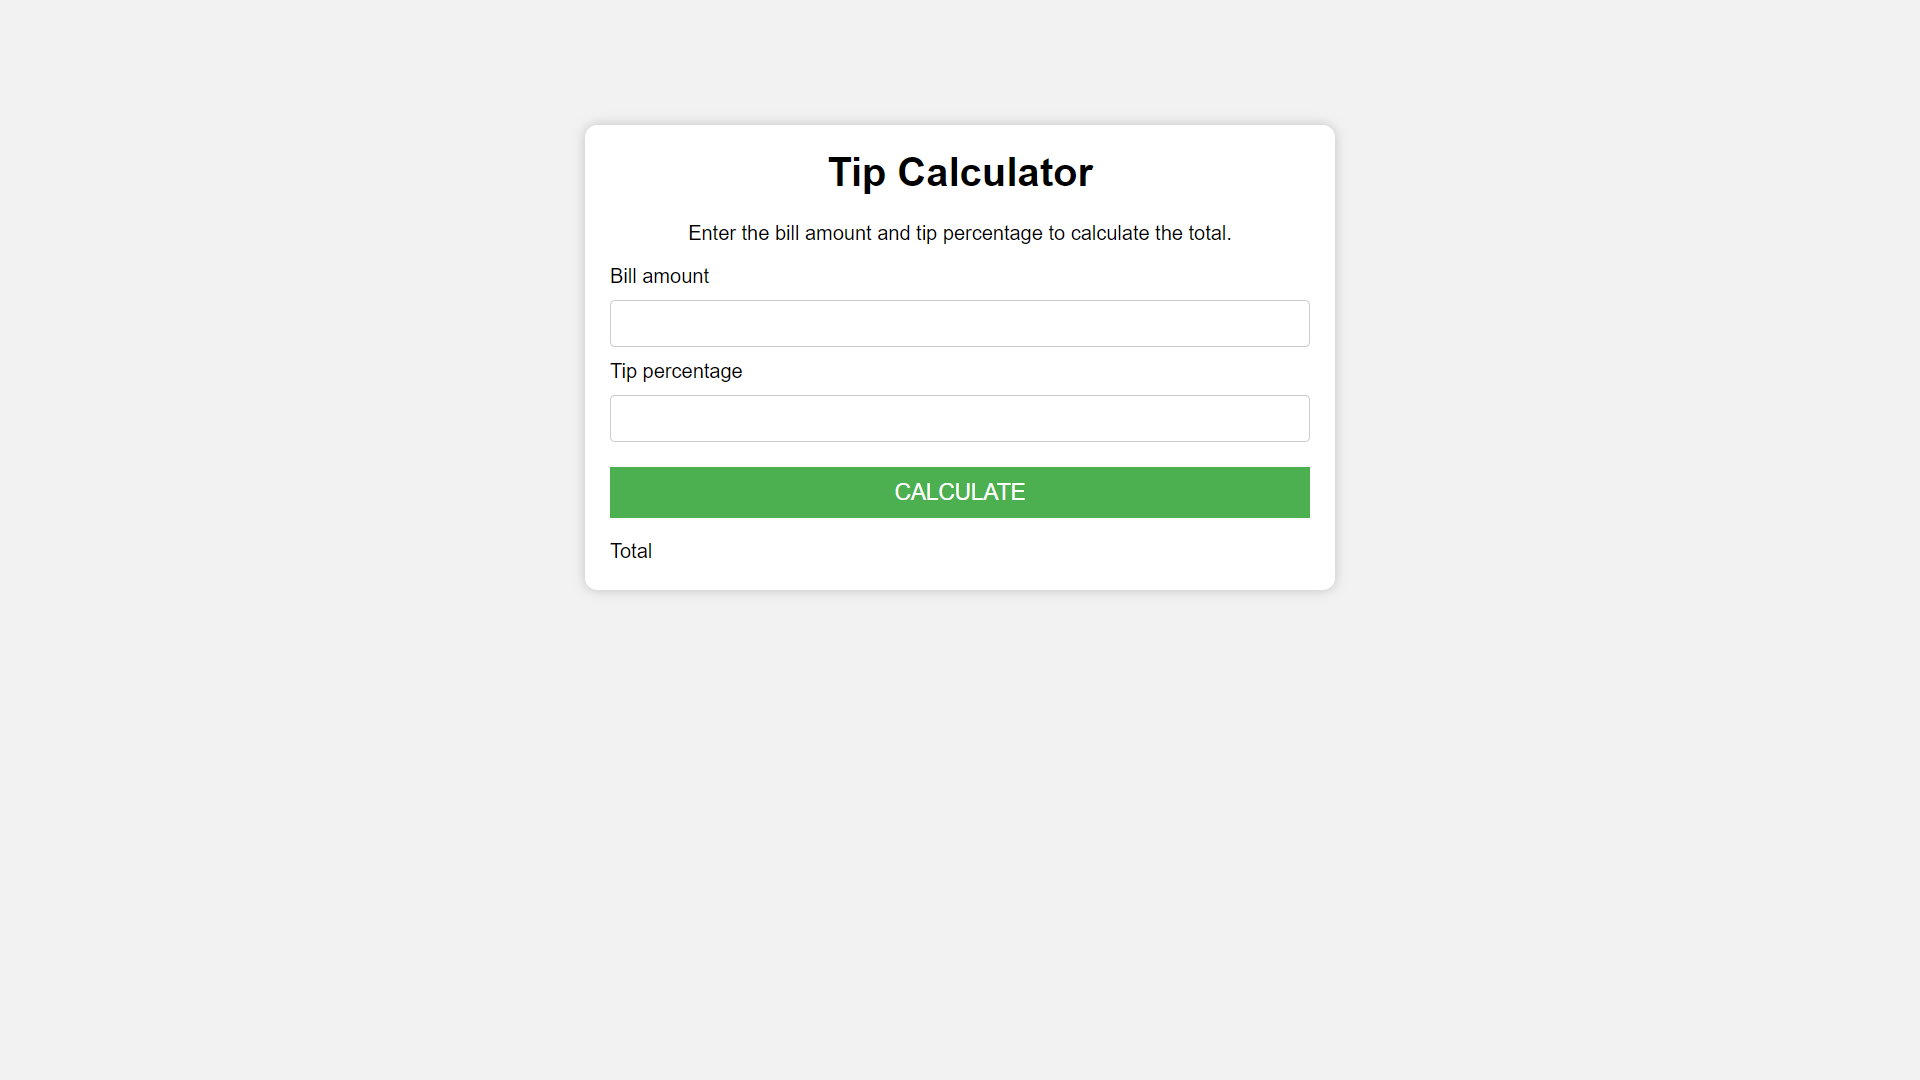 Tip Calculator
Enter the bill amount and tip percentage to calculate the total.
Bill amount
Tip percentage
CALCULATE
Total